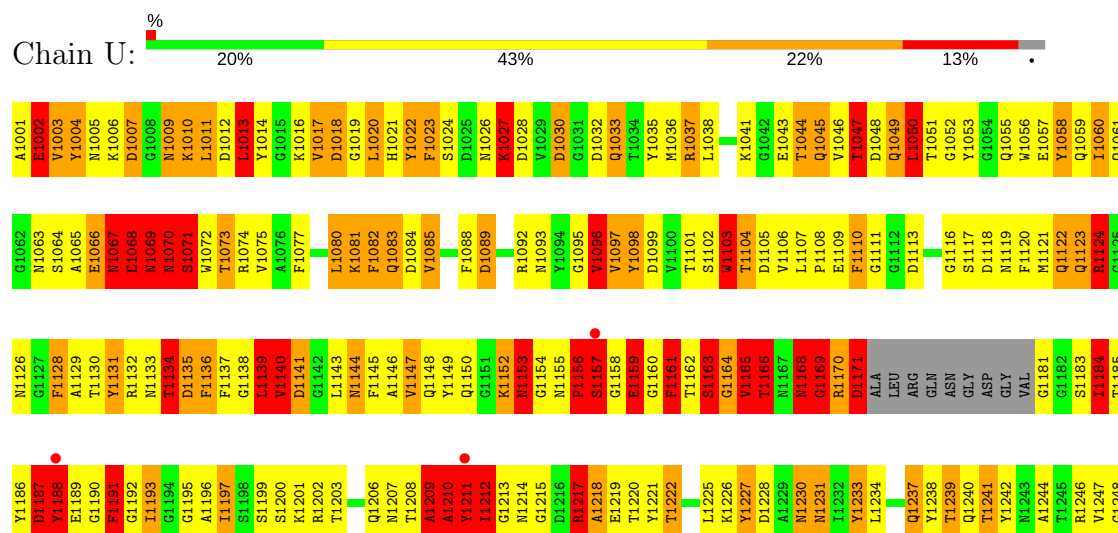 %
Chain U:
20% 43% 22% 13% •
A1001 E1002 V1003 Y1004 N1005 K1006 D1007 G1008 N1009 K1010 L1011 D1012 L1013 Y1014 G1015 K1016 V1017 D1018 G1019 L1020 H1021 Y1022 F1023 S1024 D1025 N1026 K1027 D1028 V1029 D1030 G1031 D1032 Q1033 T1034 Y1035 M1036 R1037 L1038 K1041 G1042 E1043 T1044 Q1045 V1046 T1047 D1048 Q1049 L1050 T1051 G1052 Y1053 G1054 Q1055 W1056 E1057 Y1058 Q1059 I1060 Q1061
G1062 N1063 S1064 A1065 E1066 N1067 E1068 N1069 N1070 S1071 W1072 T1073 R1074 V1075 A1076 F1077 L1080 K1081 F1082 Q1083 D1084 V1085 F1088 D1089 R1092 N1093 Y1094 G1095 V1096 V1097 Y1098 D1099 V1100 T1101 S1102 W1103 T1104 D1105 V1106 L1107 P1108 E1109 F1110 G1111 G1112 D1113 G1116 S1117 D1118 N1119 F1120 M1121 Q1122 Q1123 R1124 G1125
N1126 G1127 F1128 A1129 T1130 Y1131 R1132 N1133 T1134 D1135 F1136 F1137 G1138 L1139 V1140 D1141 G1142 L1143 N1144 F1145 A1146 V1147 Q1148 Y1149 Q1150 G1151 K1152 N1153 G1154 N1155 P1156 S1157 G1158 E1159 G1160 F1161 T1162 S1163 G1164 V1165 T1166 N1167 N1168 G1169 R1170 D1171 ALA LEU ARG GLN ASN GLY ASP GLY VAL G1181 G1182 S1183 I1184 T1185
Y1186 D1187 Y1188 E1189 G1190 F1191 G1192 I1193 G1194 G1195 A1196 I1197 S1198 S1199 S1200 K1201 R1202 T1203 Q1206 N1207 T1208 A1209 A1210 Y1211 I1212 G1213 N1214 G1215 D1216 R1217 A1218 E1219 T1220 Y1221 T1222 L1225 K1226 Y1227 D1228 A1229 N1230 N1231 I1232 Y1233 L1234 Q1237 Y1238 T1239 Q1240 T1241 Y1242 N1243 A1244 T1245 R1246 V1247 G1248